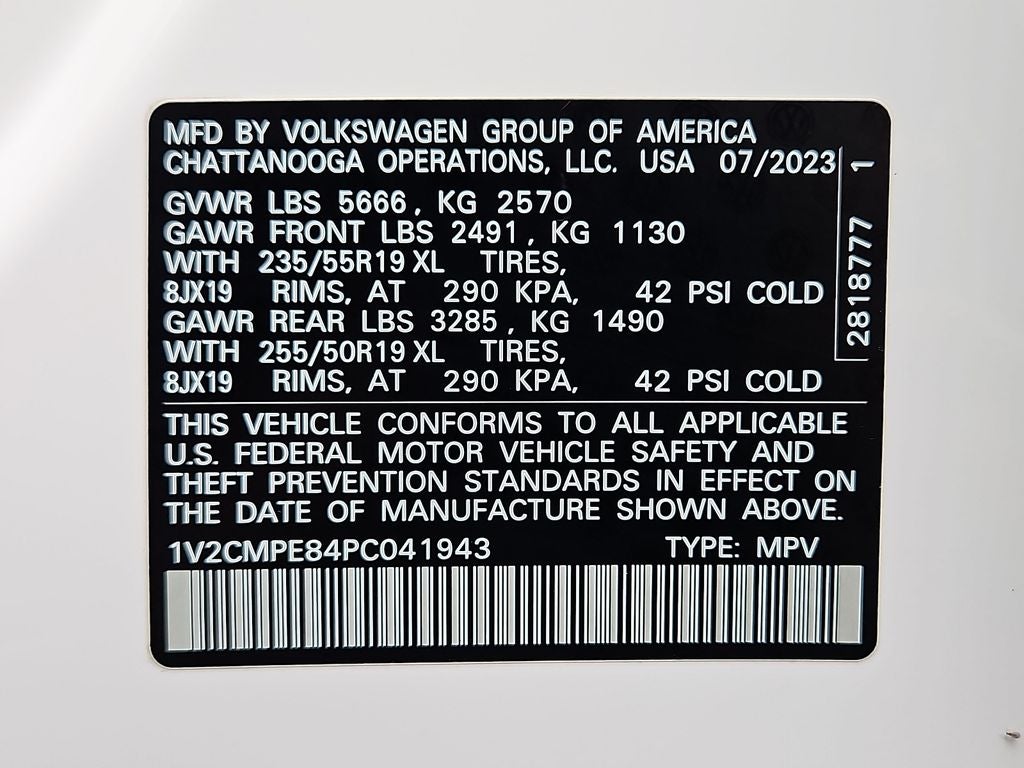 MFD BY VOLKSWAGEN GROUP OF AMERICA
CHATTANOOGA OPERATIONS, LLC. USA 07/2023
GVWR LBS 5666, KG 2570
GAWR FRONT LBS 2491, KG 1130
WITH 235/55R19 XL TIRES,
8JX19 RIMS, AT 290 KPA, 42 PSI COLD
GAWR REAR LBS 3285, KG 1490
WITH 255/50R19 XL TIRES,
8JX19 RIMS, AT 290 KPA, 42 PSI COLD
2818777 1
THIS VEHICLE CONFORMS TO ALL APPLICABLE
U.S. FEDERAL MOTOR VEHICLE SAFETY AND
THEFT PREVENTION STANDARDS IN EFFECT ON
THE DATE OF MANUFACTURE SHOWN ABOVE.
1V2CMPE84PC041943 TYPE: MPV